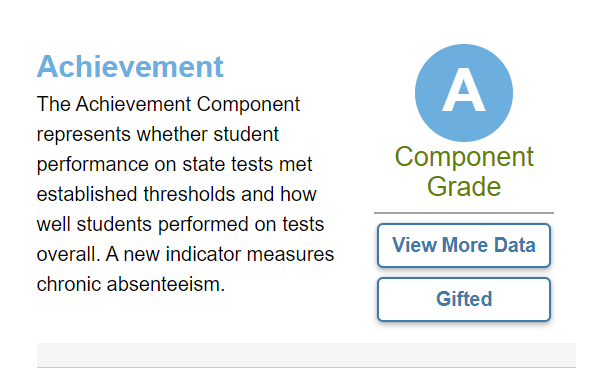 Achievement
The Achievement Component
represents whether student
performance on state tests met
established thresholds and how
well students performed on tests
overall. A new indicator measures
chronic absenteeism.
A
Component
Grade
View More Data
Gifted